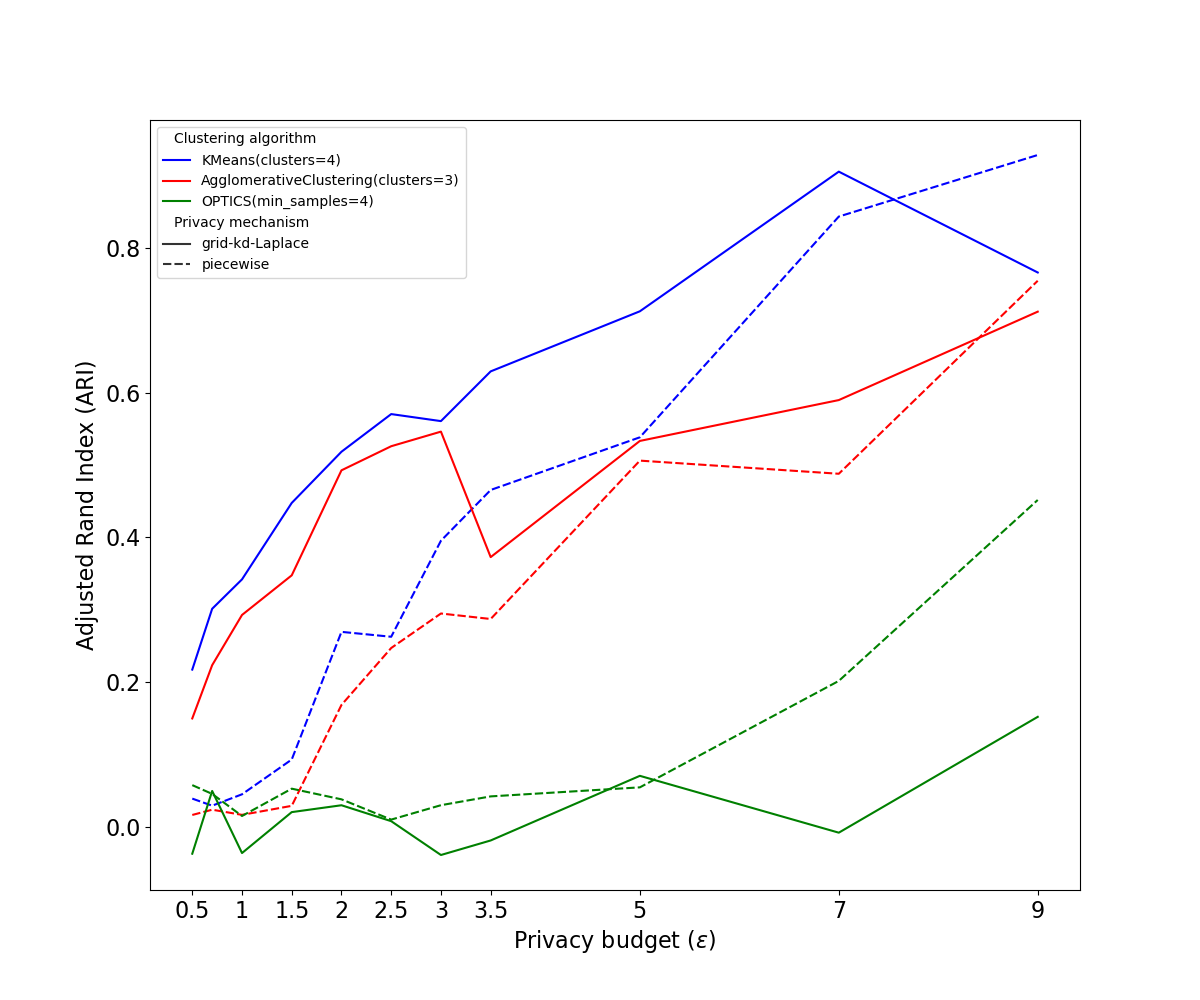 Clustering algorithm
KMeans(clusters=4)
AgglomerativeClustering(clusters=3)
OPTICS(min_samples=4)
Privacy mechanism
grid-kd-Laplace
piecewise
Adjusted Rand Index (ARI)
0.8
0.6
0.4
0.2
0.0
0.5 1 1.5 2 2.5 3 3.5 5 7 9
Privacy budget (ε)